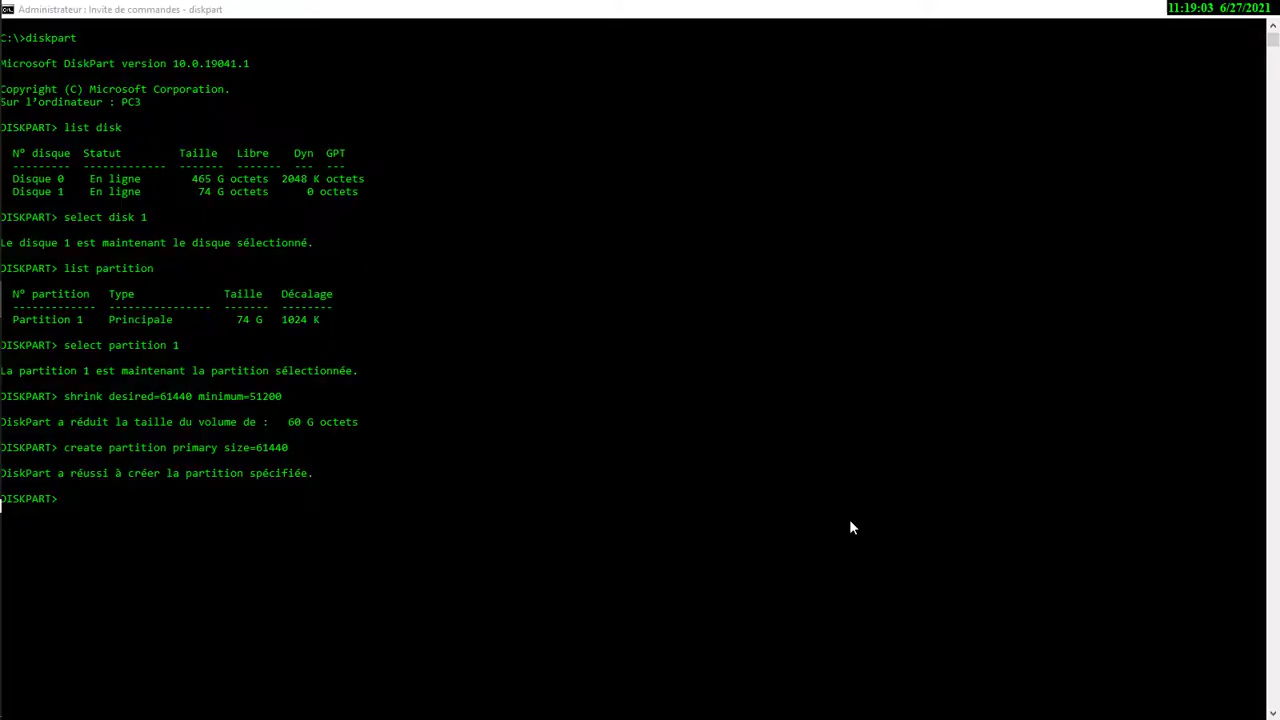 Administrateur : Invite de commandes - diskpart
11:19:03 6/27/2021
C:\>diskpart
Microsoft DiskPart version 10.0.19041.1
Copyright (C) Microsoft Corporation.
Sur l’ordinateur : PC3
DISKPART> list disk
N° disque  Statut         Taille   Libre    Dyn  GPT
---------  -------------  -------  -------  ---  ---
Disque 0    En ligne        465 G octets  2048 K octets
Disque 1    En ligne         74 G octets      0 octets
DISKPART> select disk 1
Le disque 1 est maintenant le disque sélectionné.
DISKPART> list partition
N° partition   Type              Taille   Décalage
-------------  ----------------  -------  --------
Partition 1    Principale          74 G   1024 K
DISKPART> select partition 1
La partition 1 est maintenant la partition sélectionnée.
DISKPART> shrink desired=61440 minimum=51200
DiskPart a réduit la taille du volume de :   60 G octets
DISKPART> create partition primary size=61440
DiskPart a réussi à créer la partition spécifiée.
DISKPART>